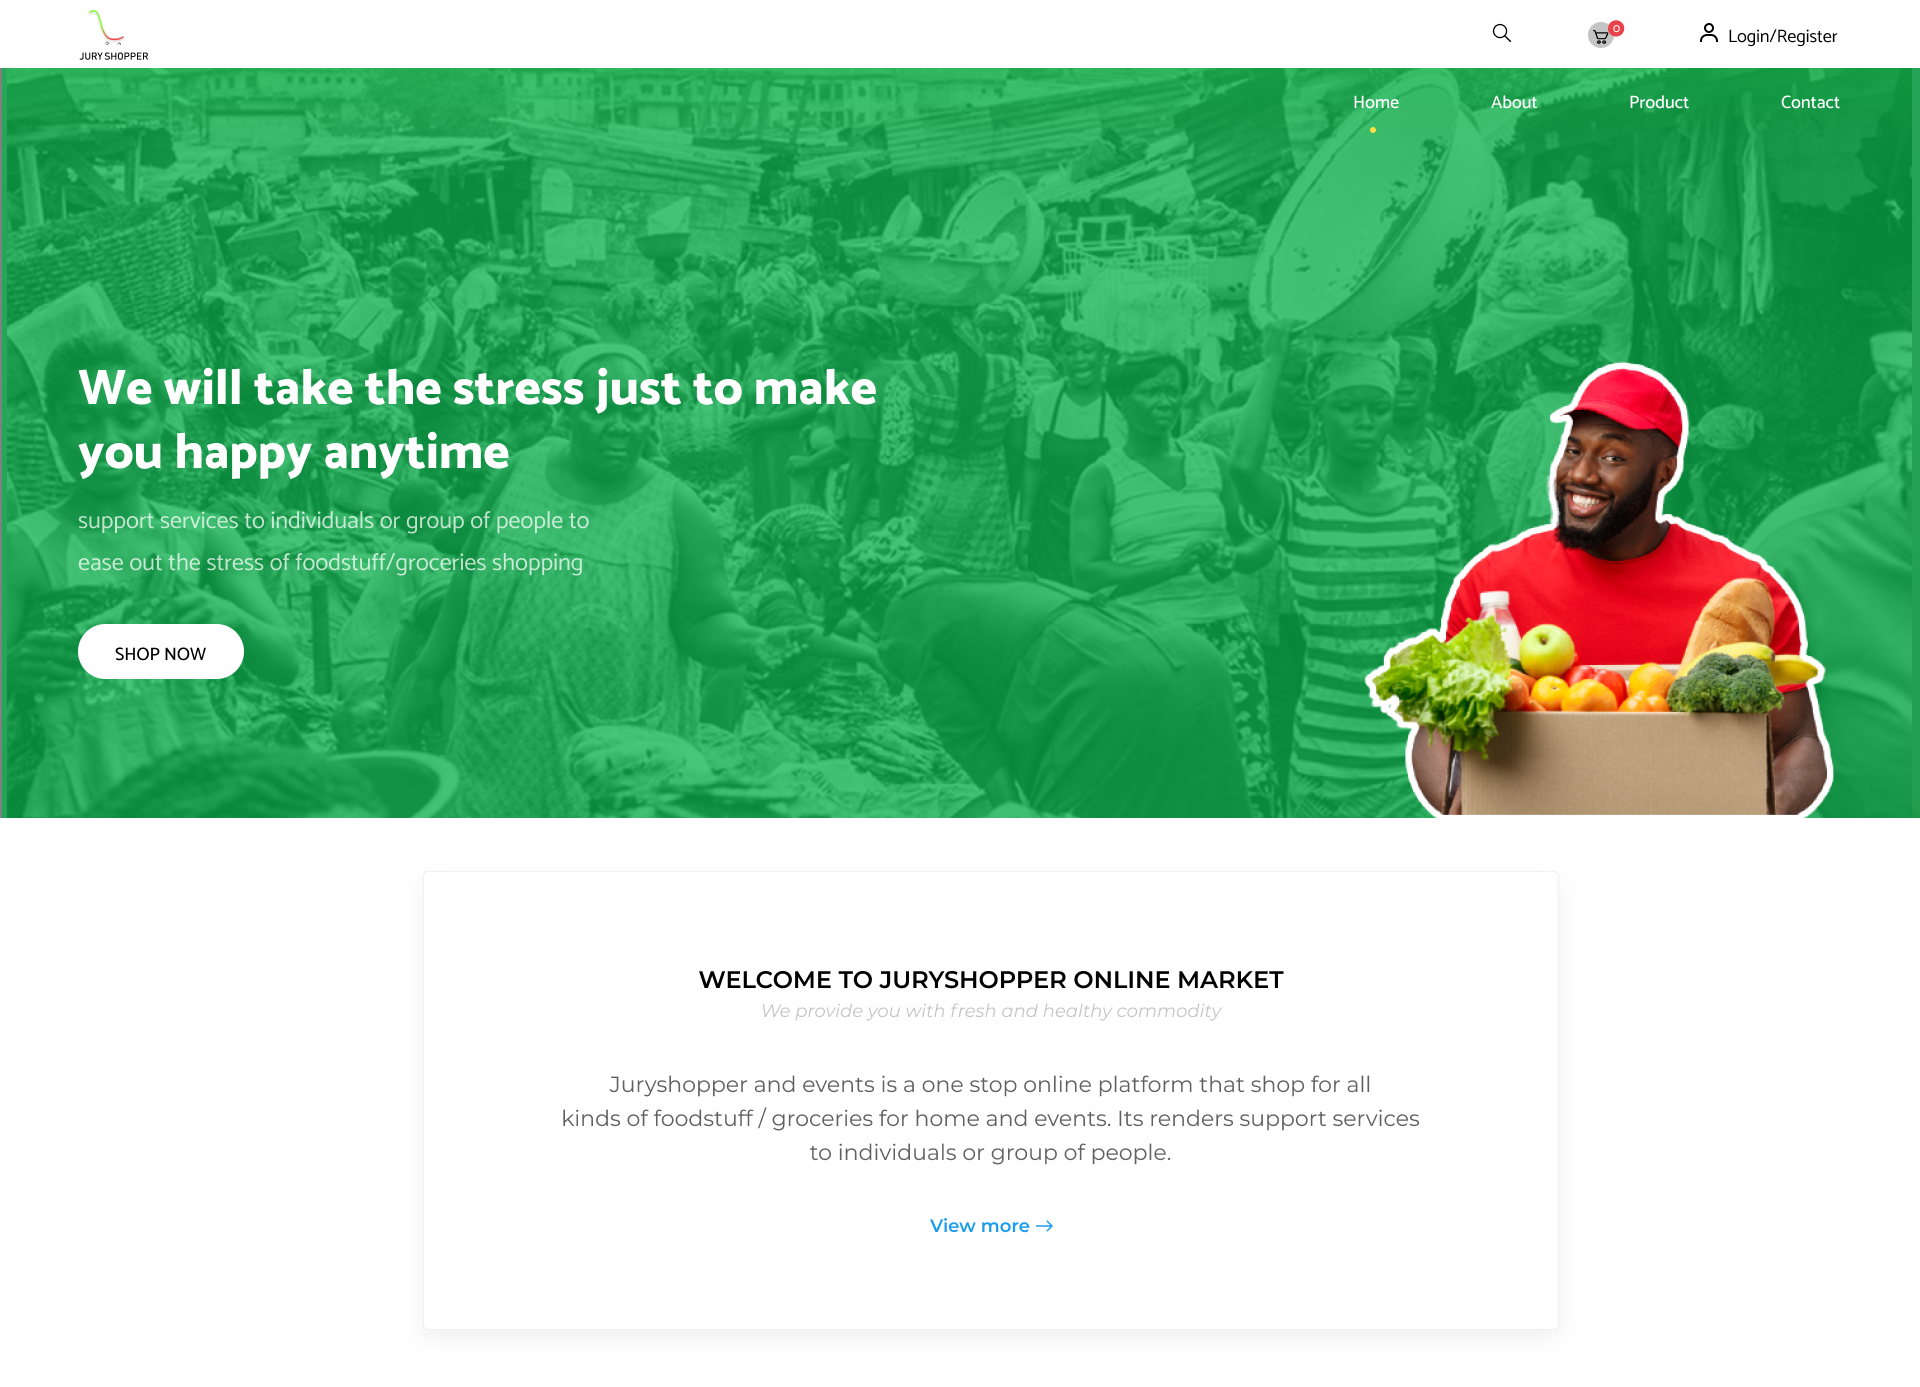 JURY SHOPPER
0
Login/Register
Home
About
Product
Contact
We will take the stress just to make
you happy anytime
support services to individuals or group of people to
ease out the stress of foodstuff/groceries shopping
SHOP NOW
WELCOME TO JURYSHOPPER ONLINE MARKET
We provide you with fresh and healthy commodity
Juryshopper and events is a one stop online platform that shop for all
kinds of foodstuff / groceries for home and events. Its renders support services
to individuals or group of people.
View more →